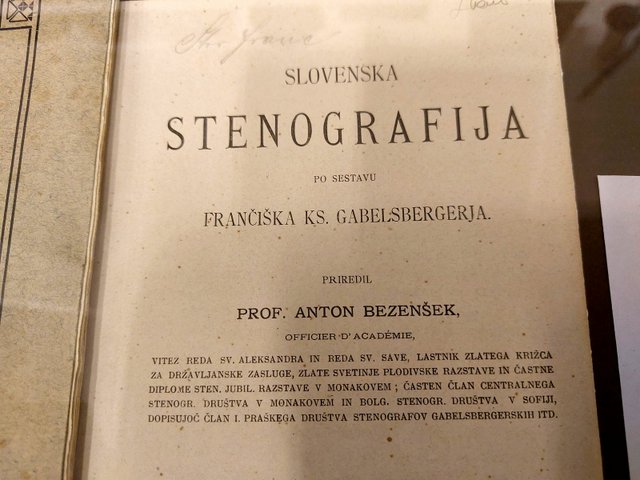 SLOVENSKA
STENOGRAFIJA
PO SESTAVU
FRANČIŠKA KS. GABELSBERGERJA.
PRIREDIL
PROF. ANTON BEZENŠEK,
OFFICIER D'ACADÉMIE,
VITEZ REDA SV. ALEKSANDRA IN REDA SV. SAVE, LASTNIK ZLATEGA KRIŽCA
ZA DRŽAVLJANSKE ZASLUGE, ZLATE SVETINJE PLODIVSKE RAZSTAVE IN ČASTNE
DIPLOME STEN. JUBIL. RAZSTAVE V MONAKOVEM; ČASTEN ČLAN CENTRALNEGA
STENOGR. DRUŠTVA V MONAKOVEM IN BOLG. STENOGR. DRUŠTVA V SOFIJI,
DOPISUJOČ ČLAN I. PRAŠKEGA DRUŠTVA STENOGRAFOV GABELSBERGERSKIH ITD.